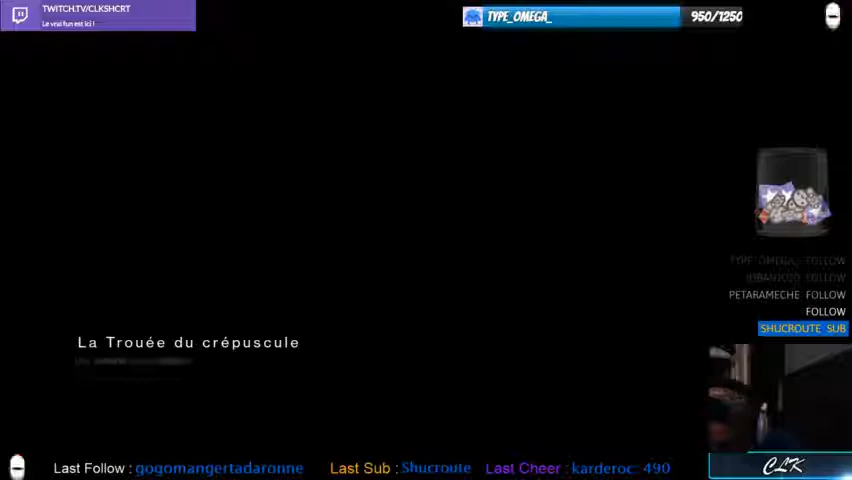 TWITCH.TV/CLKSHCRT
Le vrai fun est ici !
TYPE_OMEGA_ 950/1250
TYPE_OMEGA_ FOLLOW
FOLLOW
PETARAMECHE FOLLOW
FOLLOW
SHUCROUTE SUB
La Trouée du crépuscule
CLK
Last Follow : gogomangertadaronne Last Sub : Shucroute Last Cheer : karderoc: 490